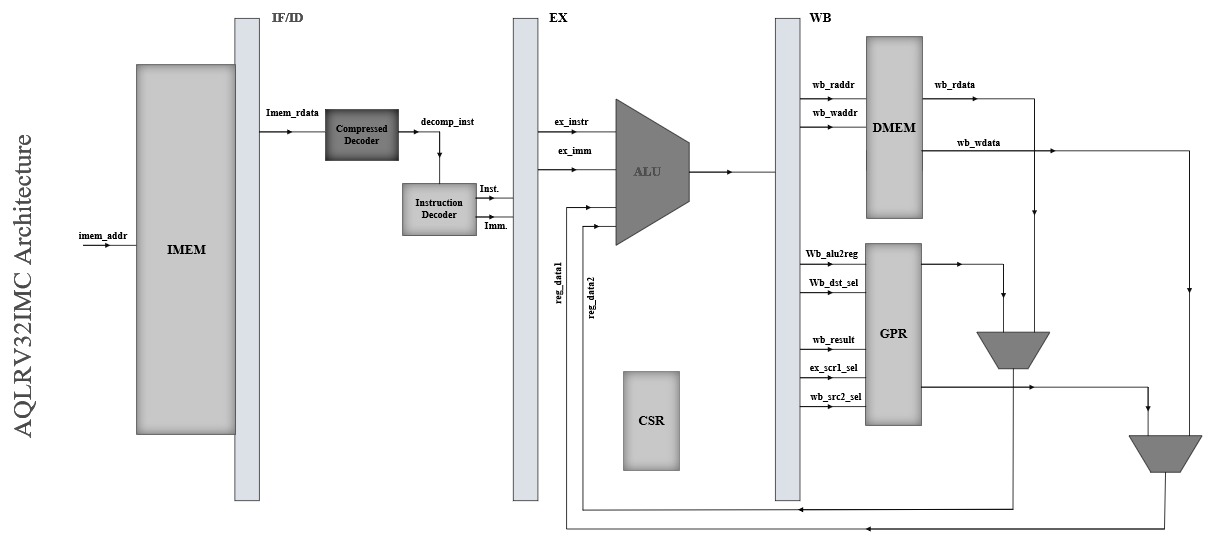 AQLRV32IMC Architecture
IF/ID
EX
WB
imem_addr
IMEM
Imem_rdata
Compressed
Decoder
decomp_inst
Instruction
Decoder
Inst.
Imm.
ex_instr
ex_imm
ALU
reg_data1
reg_data2
CSR
wb_raddr
wb_waddr
DMEM
wb_rdata
wb_wdata
Wb_alu2reg
Wb_dst_sel
wb_result
ex_scr1_sel
wb_src2_sel
GPR